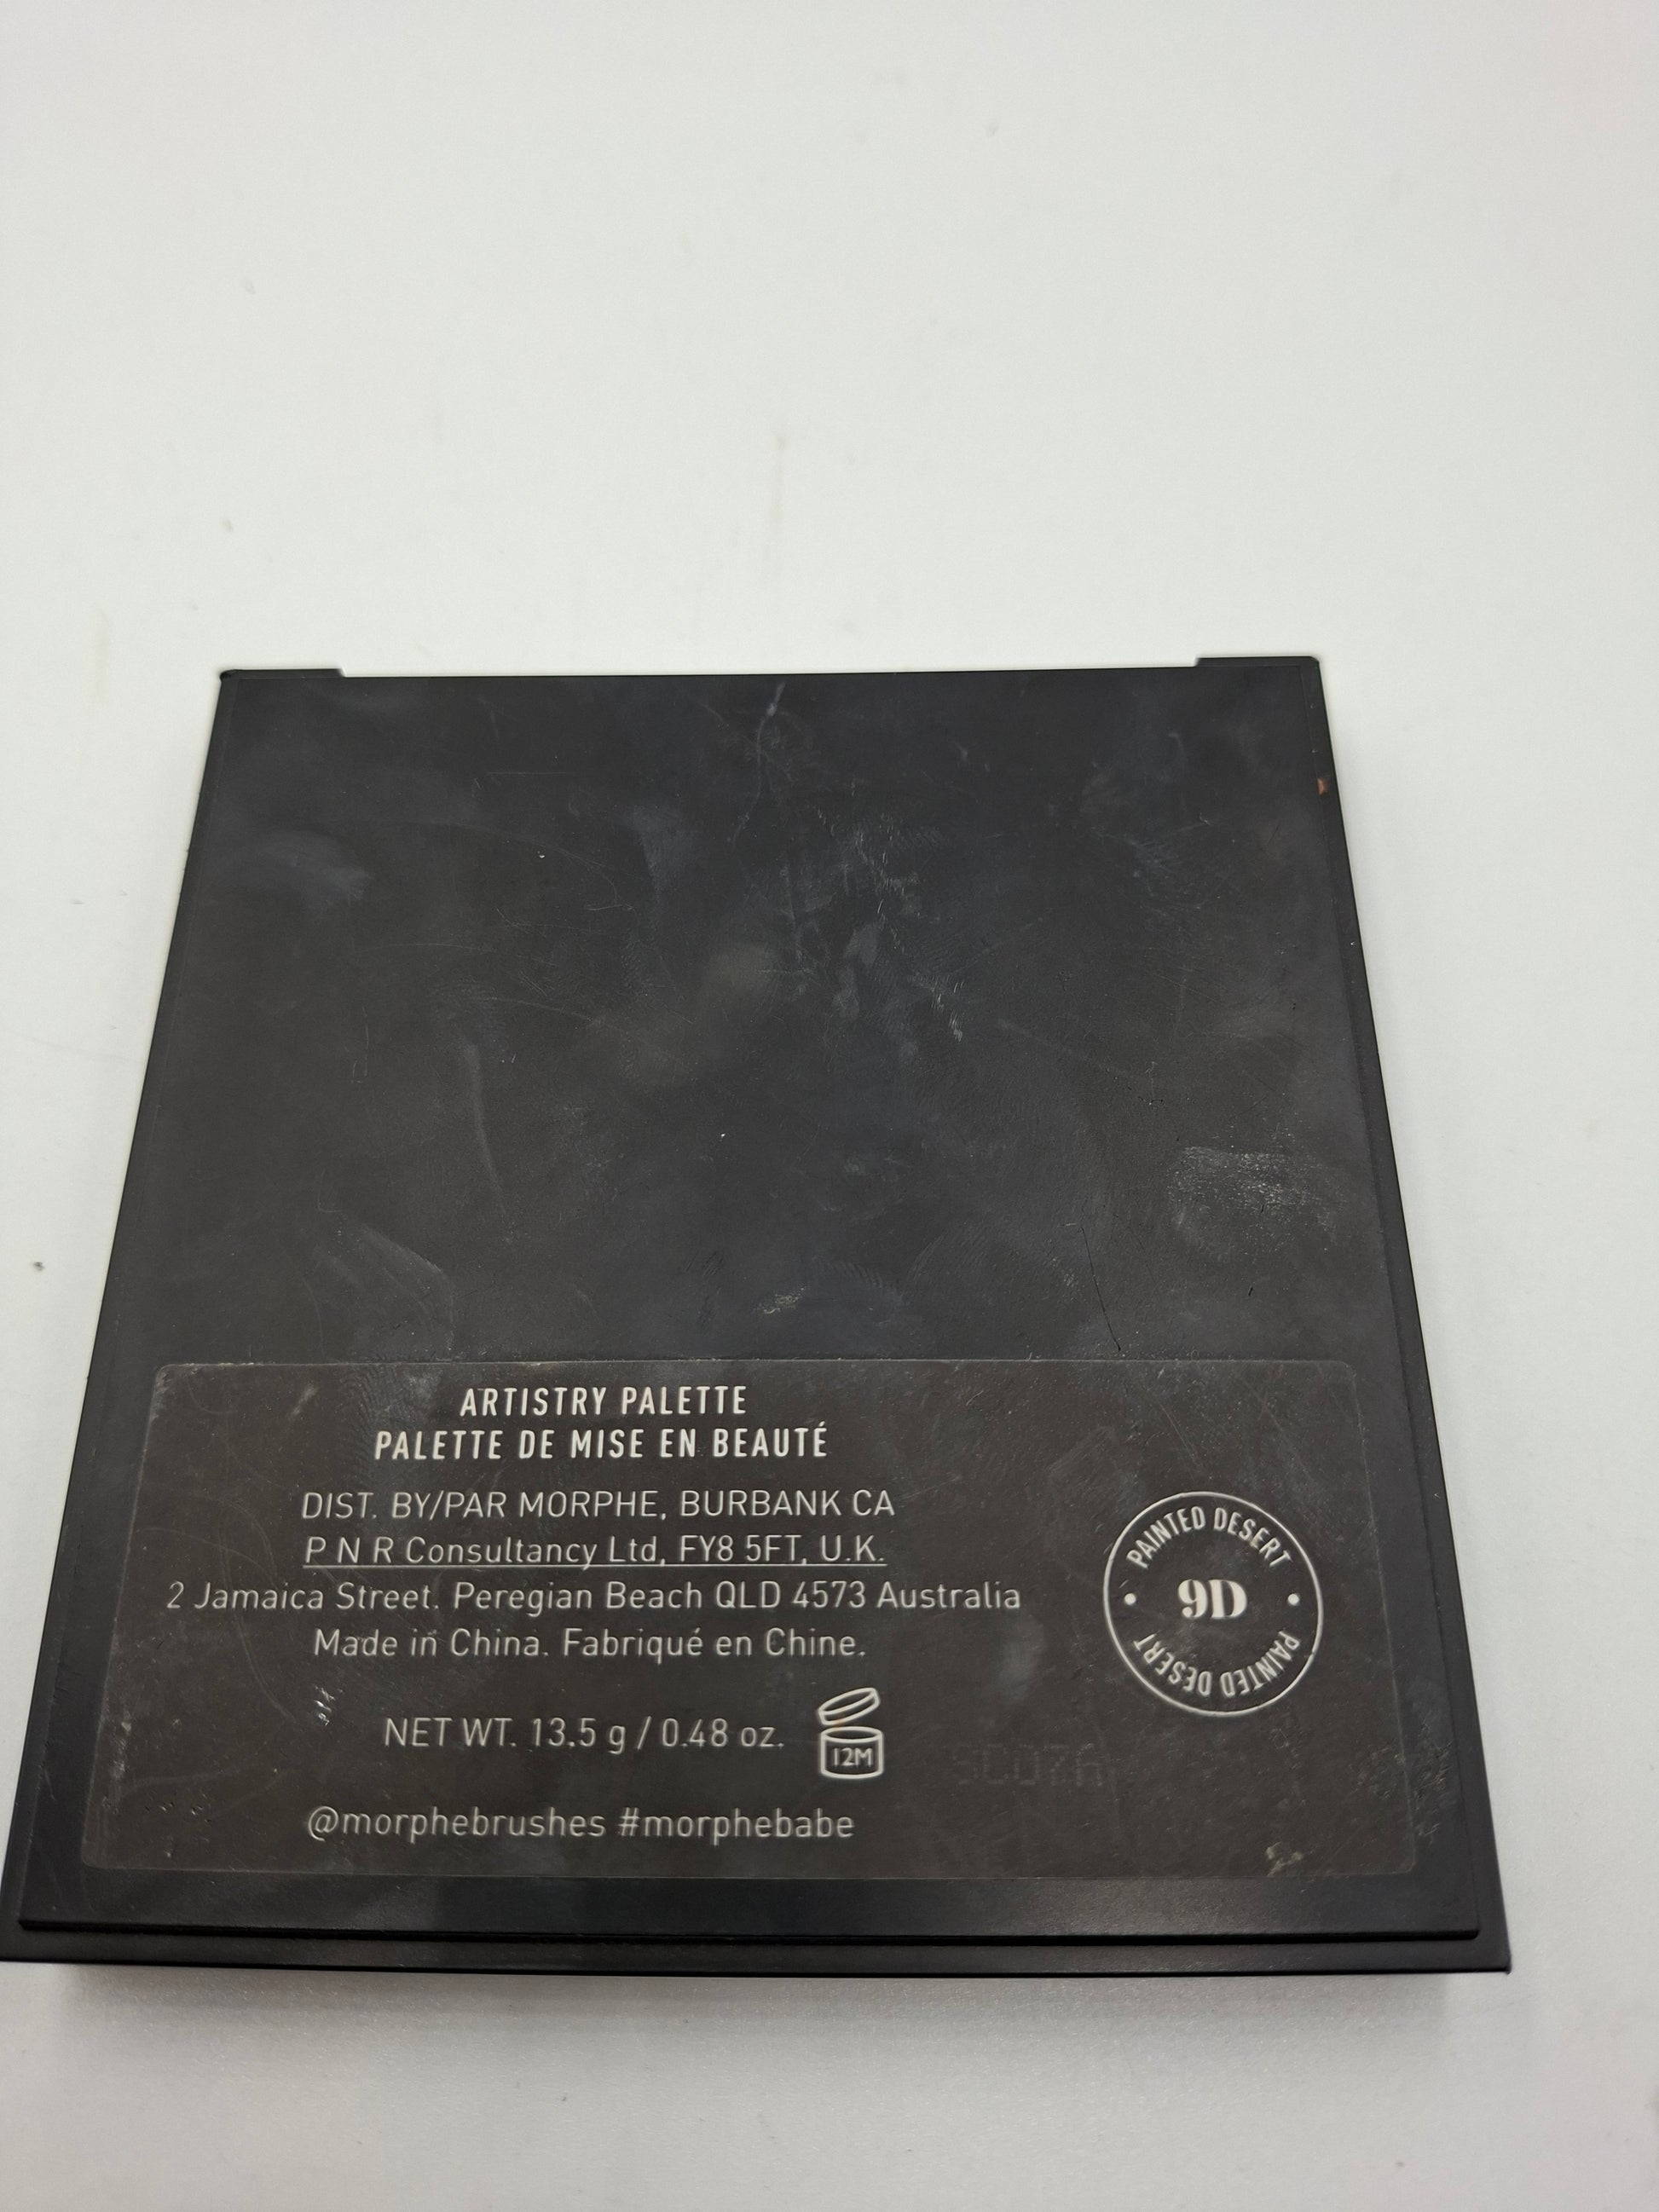 ARTISTRY PALETTE
PALETTE DE MISE EN BEAUTÉ
DIST. BY/PAR MORPHE, BURBANK CA
P N R Consultancy Ltd, FY8 5FT, U.K.
2 Jamaica Street. Peregian Beach QLD 4573 Australia
Made in China. Fabriqué en Chine.
NET WT. 13.5 g / 0.48 oz.
12M
@morphebrushes #morphebabe
PAINTED DESERT
9D
PAINTED DESERT